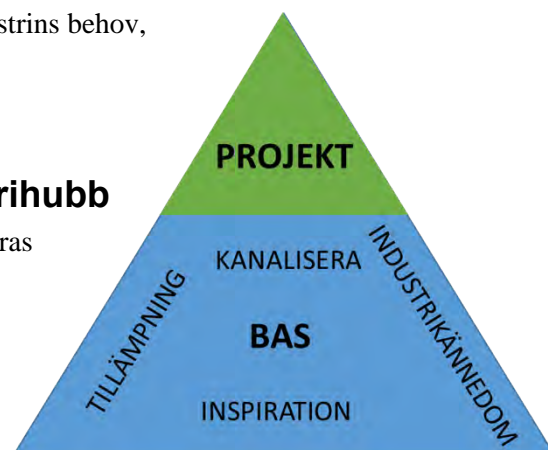 strins behov,
PROJEKT
rihubb
ras
KANALISERA
TILLÄMPNING
INDUSTRIKÄNNEDOM
BAS
INSPIRATION